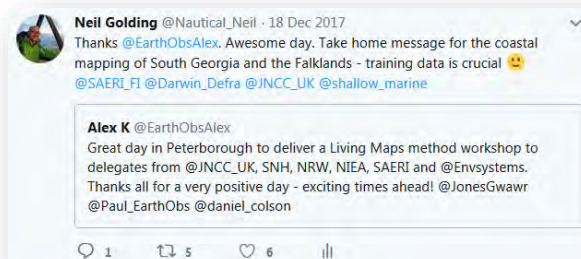 Neil Golding @Nautical_Neil · 18 Dec 2017
Thanks @EarthObsAlex. Awesome day. Take home message for the coastal
mapping of South Georgia and the Falklands - training data is crucial 🙂
@SAERI_FI @Darwin_Defra @JNCC_UK @shallow_marine
Alex K @EarthObsAlex
Great day in Peterborough to deliver a Living Maps method workshop to
delegates from @JNCC_UK, SNH, NRW, NIEA, SAERI and @Envsystems.
Thanks all for a very positive day - exciting times ahead! @JonesGwawr
@Paul_EarthObs @daniel_colson
1 5 6